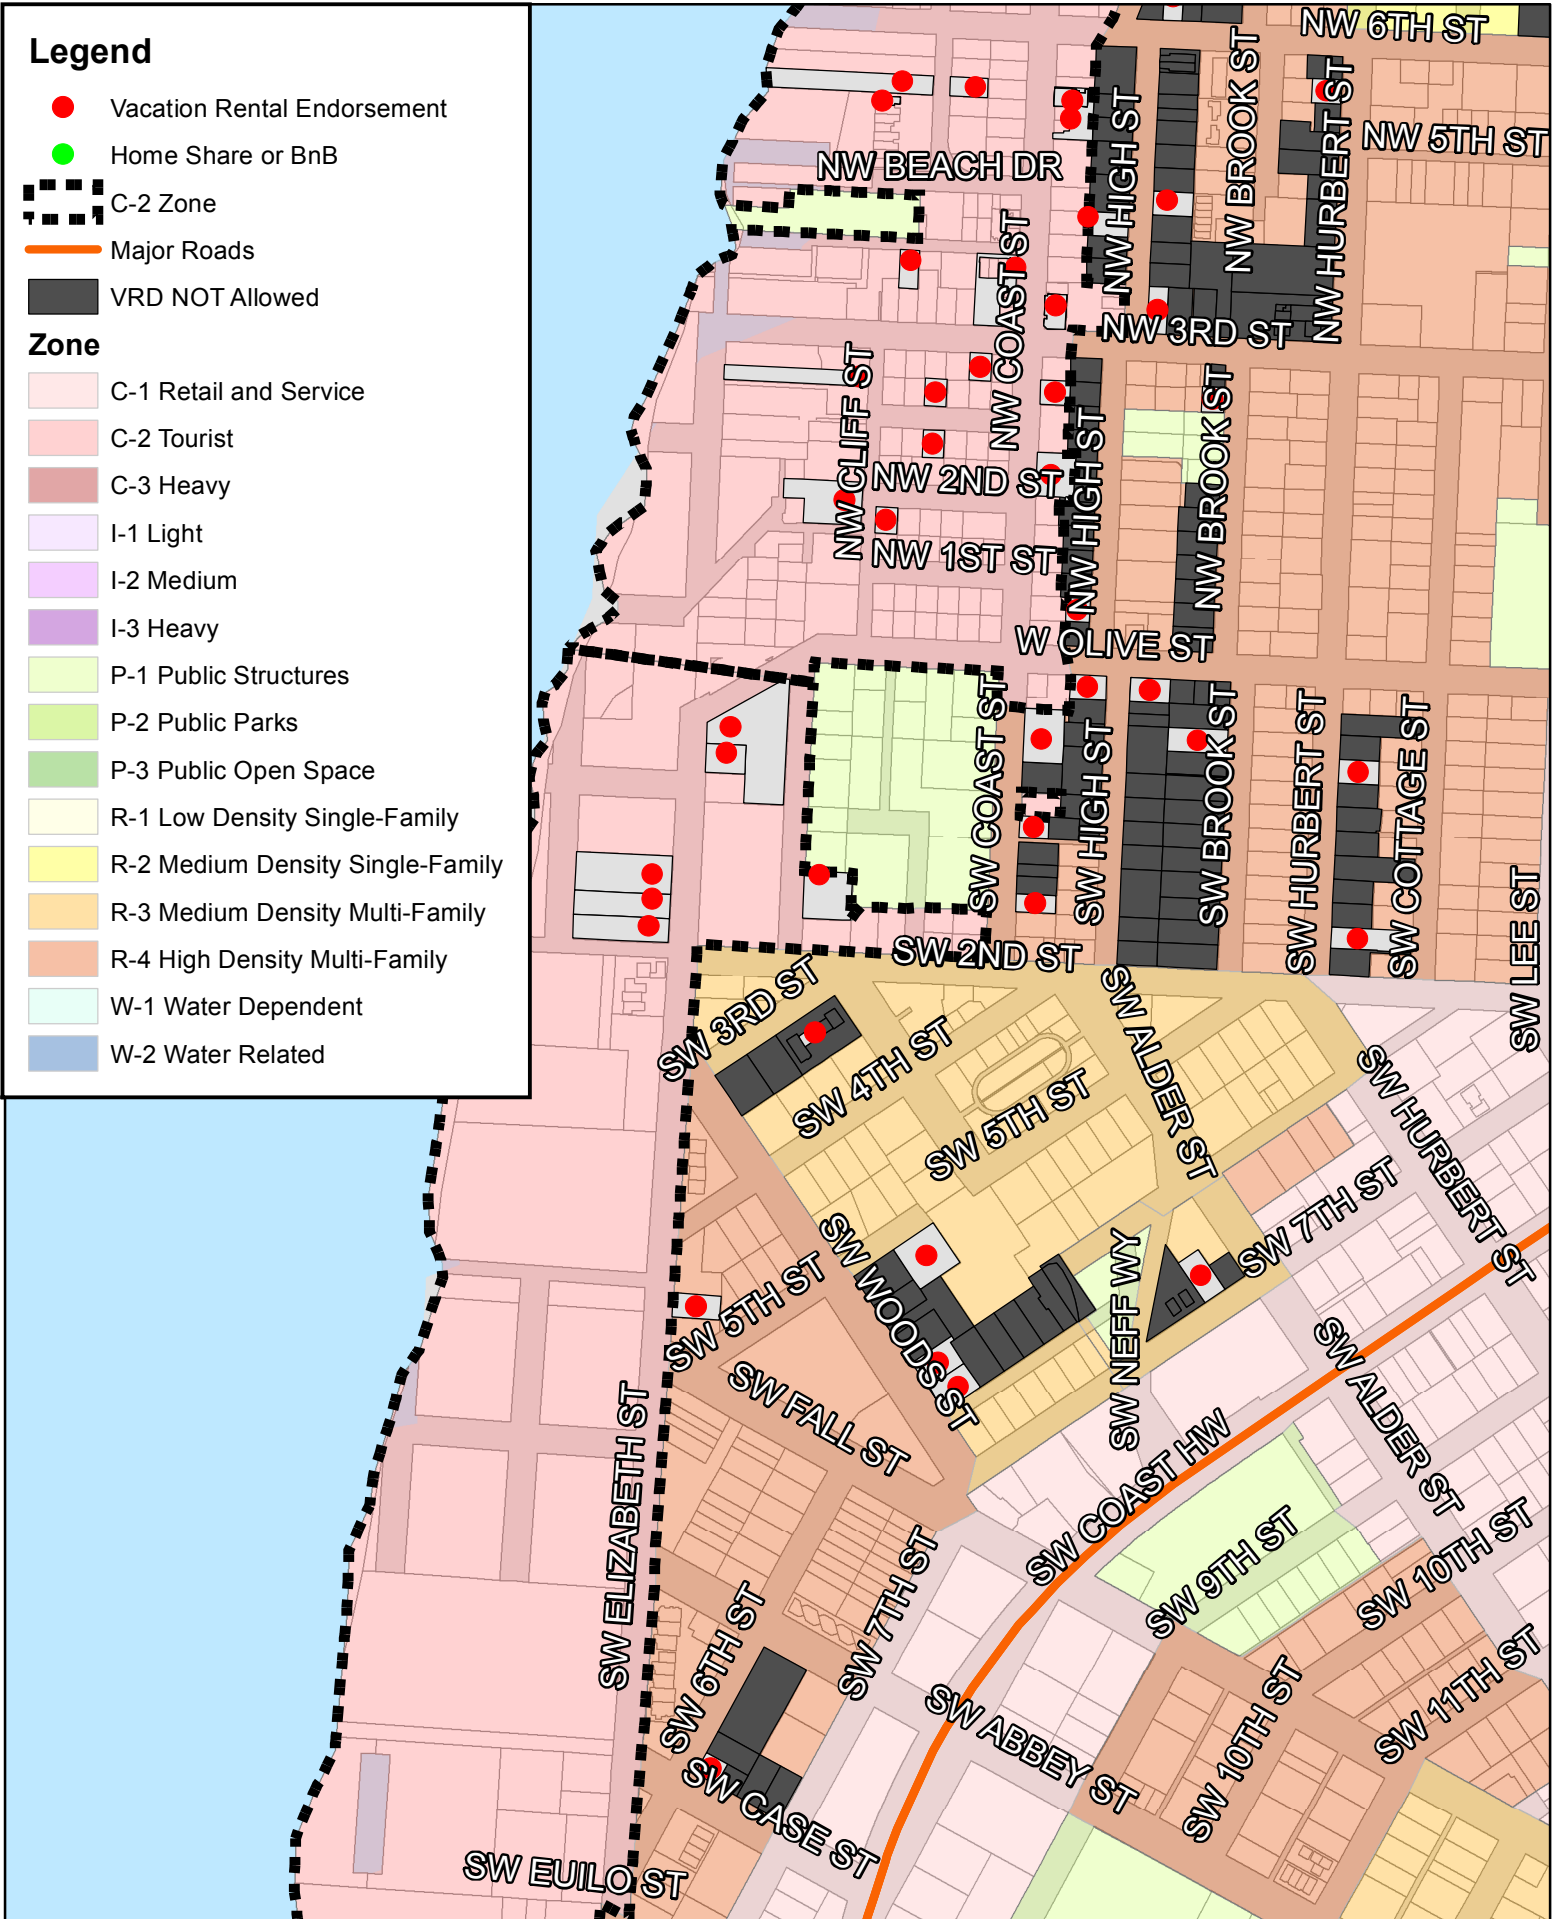 Legend
Vacation Rental Endorsement
Home Share or BnB
C-2 Zone
Major Roads
VRD NOT Allowed
Zone
C-1 Retail and Service
C-2 Tourist
C-3 Heavy
I-1 Light
I-2 Medium
I-3 Heavy
P-1 Public Structures
P-2 Public Parks
P-3 Public Open Space
R-1 Low Density Single-Family
R-2 Medium Density Single-Family
R-3 Medium Density Multi-Family
R-4 High Density Multi-Family
W-1 Water Dependent
W-2 Water Related
NW 6TH ST
NW BROOK ST
NW HURBERT ST
NW HIGH ST
NW 5TH ST
NW BEACH DR
NW COAST ST
NW 3RD ST
NW CLIFF ST
NW BROOK ST
NW HIGH ST
NW 2ND ST
NW 1ST ST
W OLIVE ST
SW COAST ST
SW HIGH ST
SW BROOK ST
SW HURBERT ST
SW COTTAGE ST
SW LEE ST
SW 2ND ST
SW 3RD ST
SW 4TH ST
SW 5TH ST
SW ALDER ST
SW HURBERT ST
SW 7TH ST
SW WOODS ST
SW NEFF WY
SW 5TH ST
SW FALL ST
SW ALDER ST
SW COAST HW
SW ELIZABETH ST
SW 9TH ST
SW 10TH ST
SW 7TH ST
SW 6TH ST
SW 11TH ST
SW 10TH ST
SW ABBEY ST
SW CASE ST
SW EUILO ST